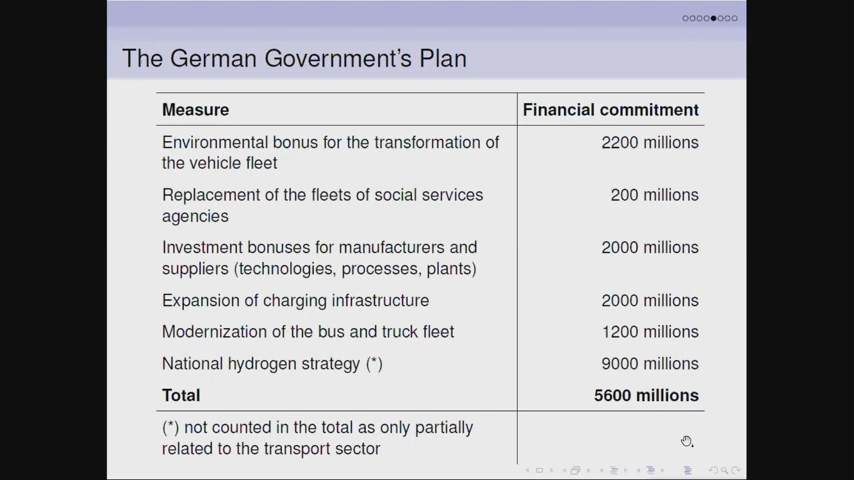 The German Government's Plan
Measure Financial commitment
Environmental bonus for the transformation of 2200 millions
the vehicle fleet
Replacement of the fleets of social services 200 millions
agencies
Investment bonuses for manufacturers and 2000 millions
suppliers (technologies, processes, plants)
Expansion of charging infrastructure 2000 millions
Modernization of the bus and truck fleet 1200 millions
National hydrogen strategy (*) 9000 millions
Total 5600 millions
(*) not counted in the total as only partially
related to the transport sector